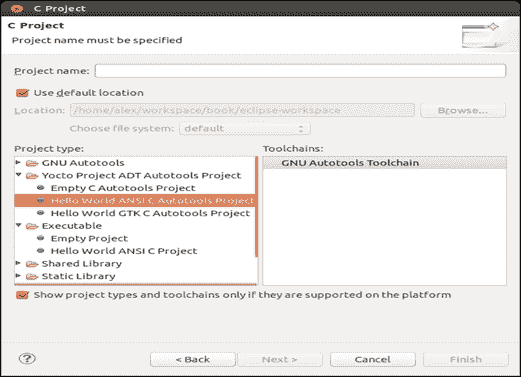 C Project
C Project
Project name must be specified
Project name:
Use default location
Location: /home/alex/workspace/book/eclipse-workspace Browse...
Choose file system: default
Project type: Toolchains:
GNU Autotools GNU Autotools Toolchain
Yocto Project ADT Autotools Project
Empty C Autotools Project
Hello World ANSI C Autotools Project
Hello World GTK C Autotools Project
Executable
Empty Project
Hello World ANSI C Project
Shared Library
Static Library
Show project types and toolchains only if they are supported on the platform
? < Back Next > Cancel Finish